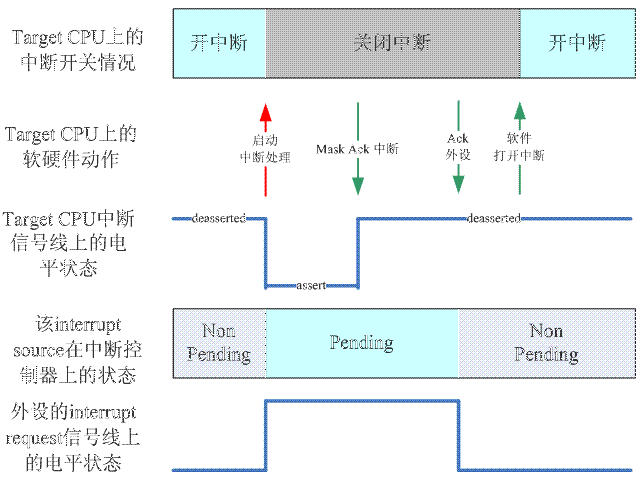 Target CPU上的
中断开关情况
开中断
关闭中断
开中断
Target CPU上的
软硬件动作
启动
中断处理
Mask Ack 中断
Ack
外设
软件
打开中断
Target CPU中断
信号线上的电
平状态
deasserted
assert
deasserted
该interrupt
source在中断控
制器上的状态
Non
Pending
Pending
Non
Pending
外设的interrupt
request信号线上
的电平状态